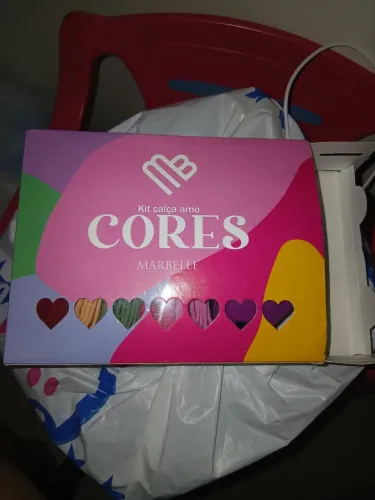 MB
Kit calça amo
CORES
MARBELLE